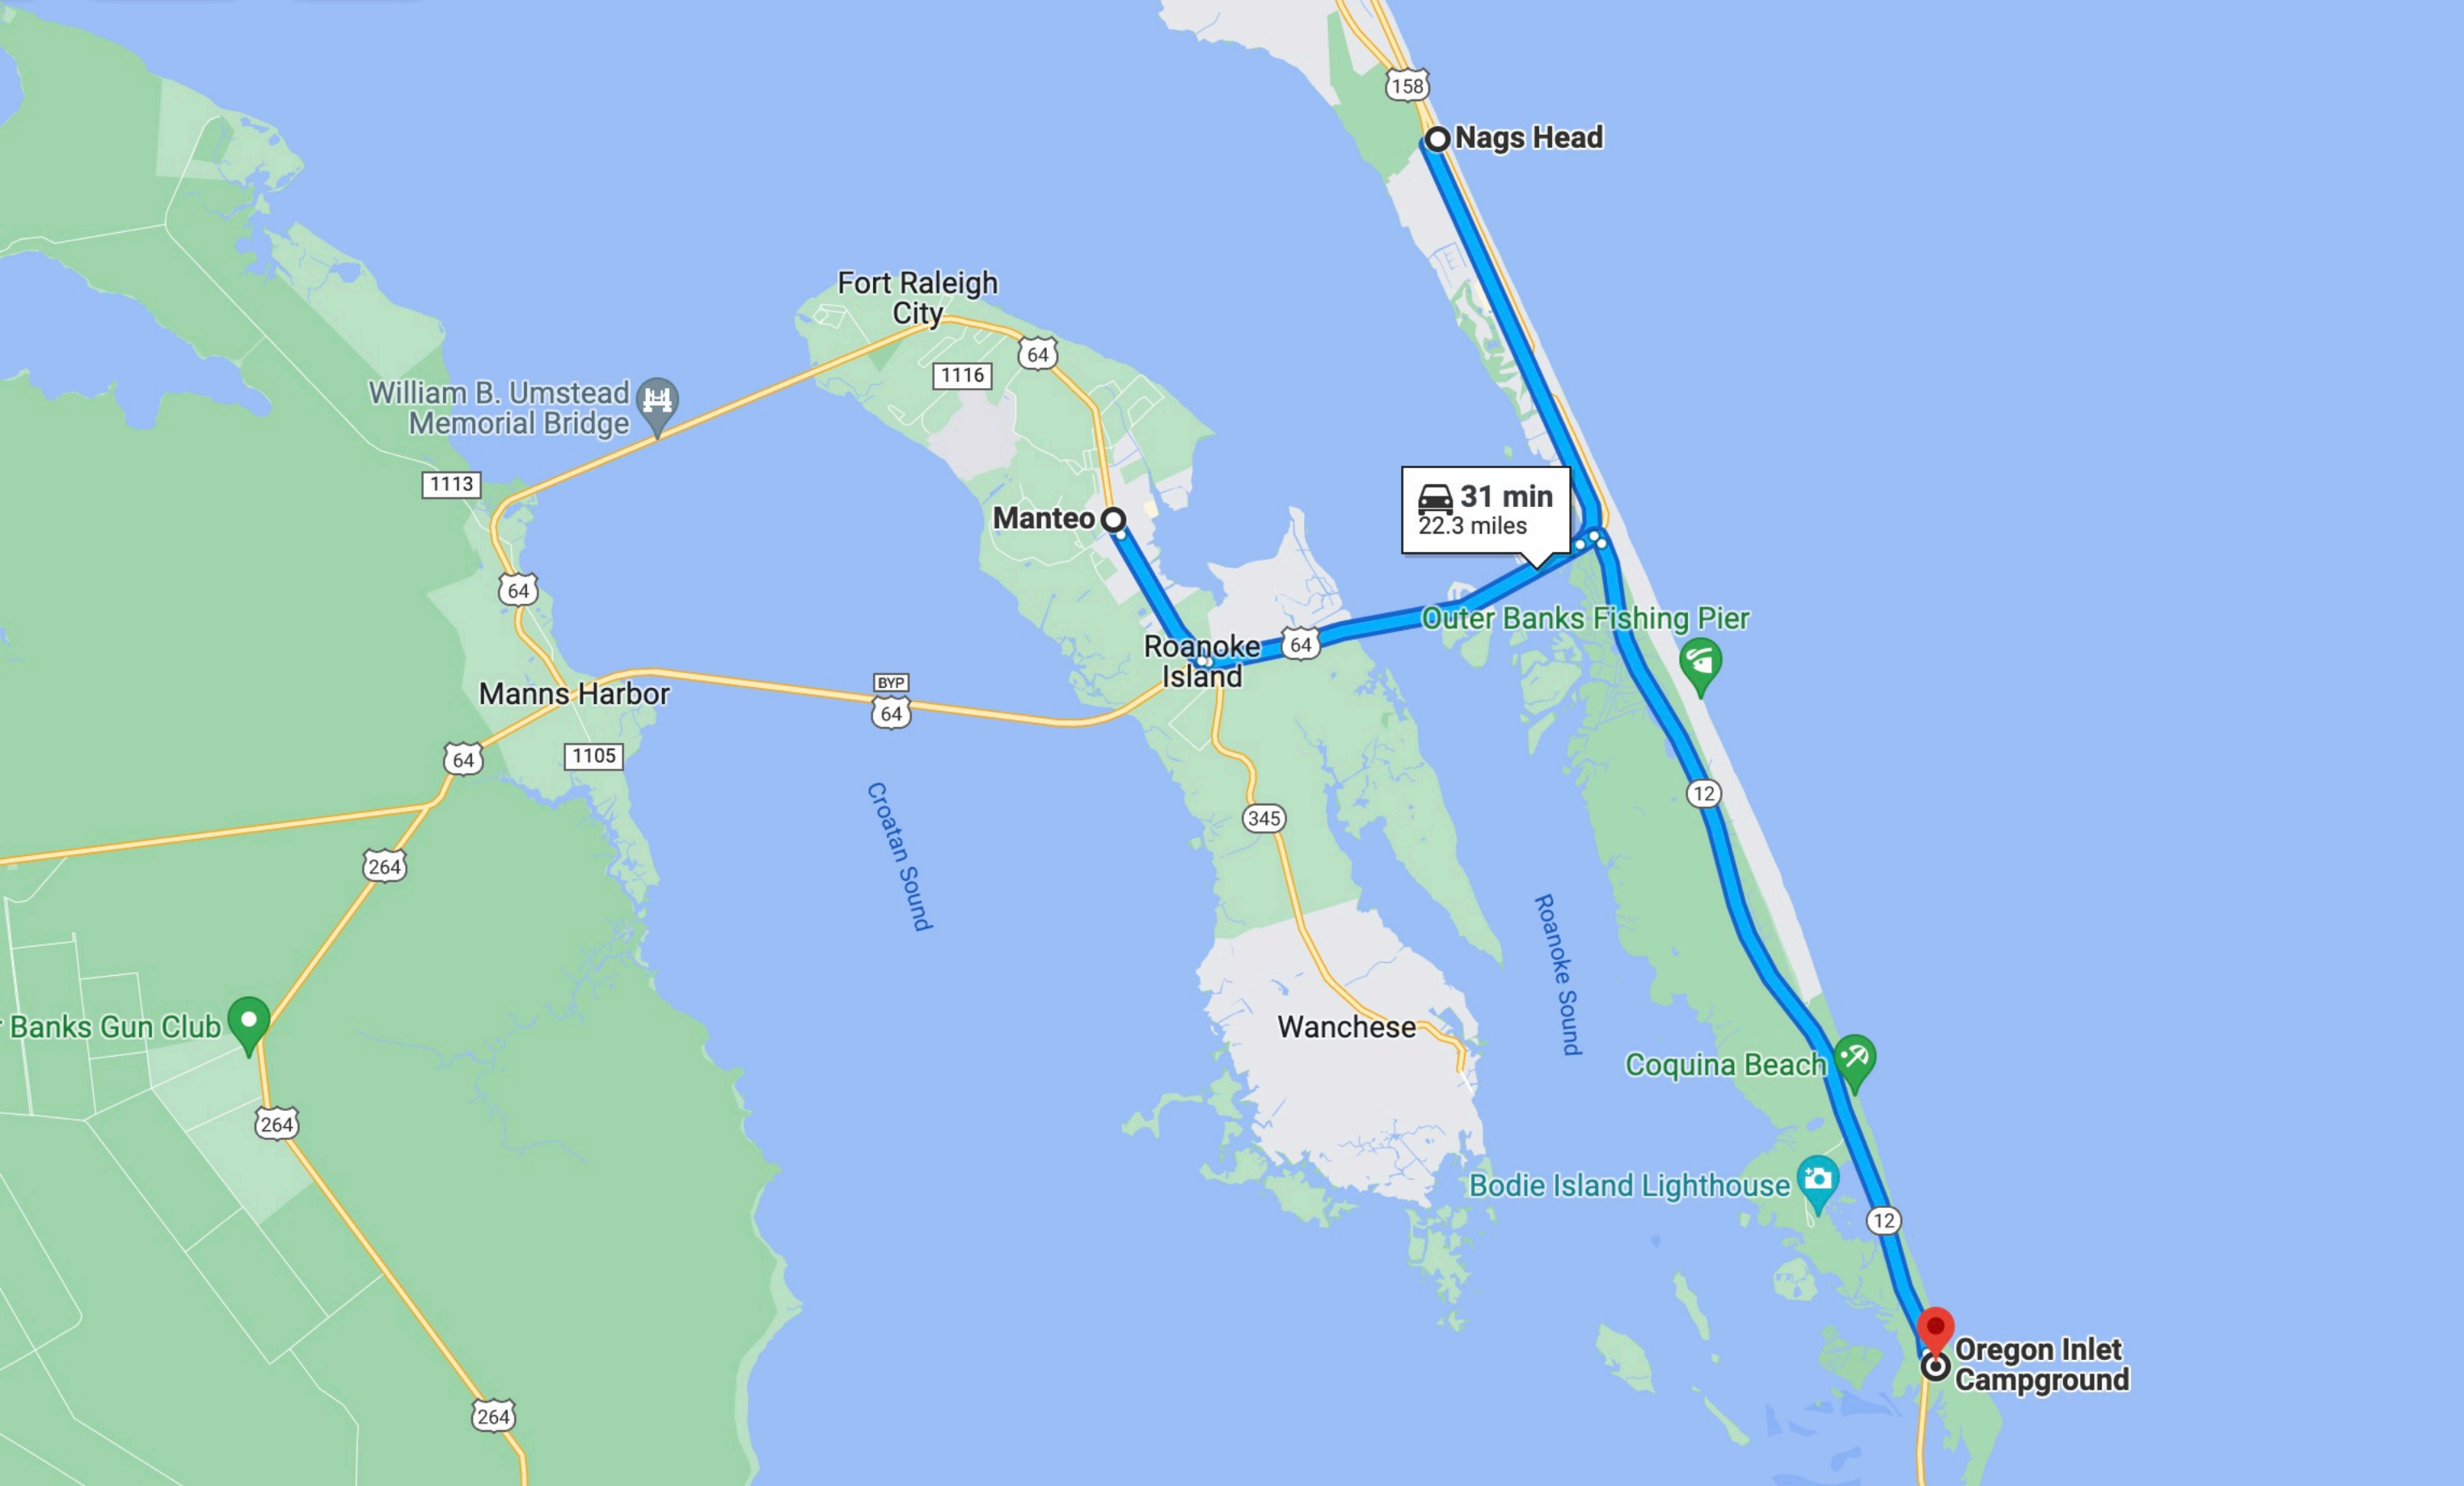 158
Nags Head
Fort Raleigh
City
64
1116
William B. Umstead
Memorial Bridge
1113
Manteo
31 min
22.3 miles
64
Outer Banks Fishing Pier
Roanoke
Island
64
Manns Harbor
BYP
64
64
1105
12
Croatan Sound
345
264
Roanoke Sound
Banks Gun Club
Wanchese
Coquina Beach
264
Bodie Island Lighthouse
12
Oregon Inlet
Campground
264